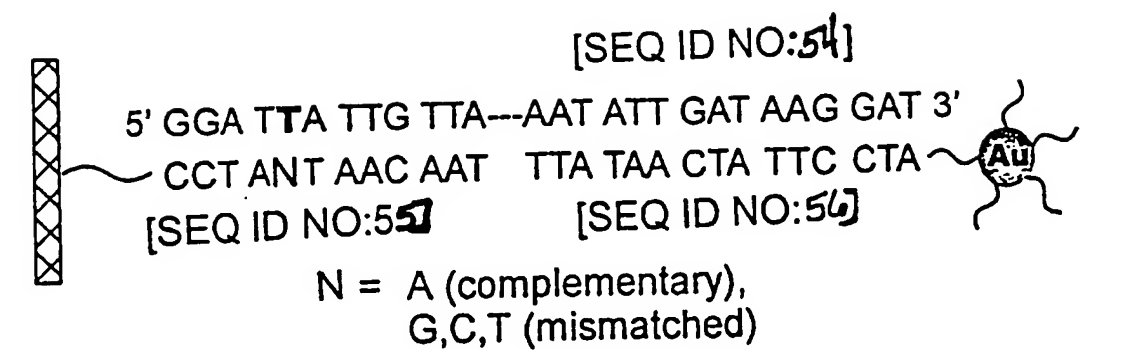 [SEQ ID NO:54]
5' GGA TTA TTG TTA---AAT ATT GAT AAG GAT 3'
CCT ANT AAC AAT TTA TAA CTA TTC CTA Au
[SEQ ID NO:55] [SEQ ID NO:56]
N = A (complementary),
G,C,T (mismatched)